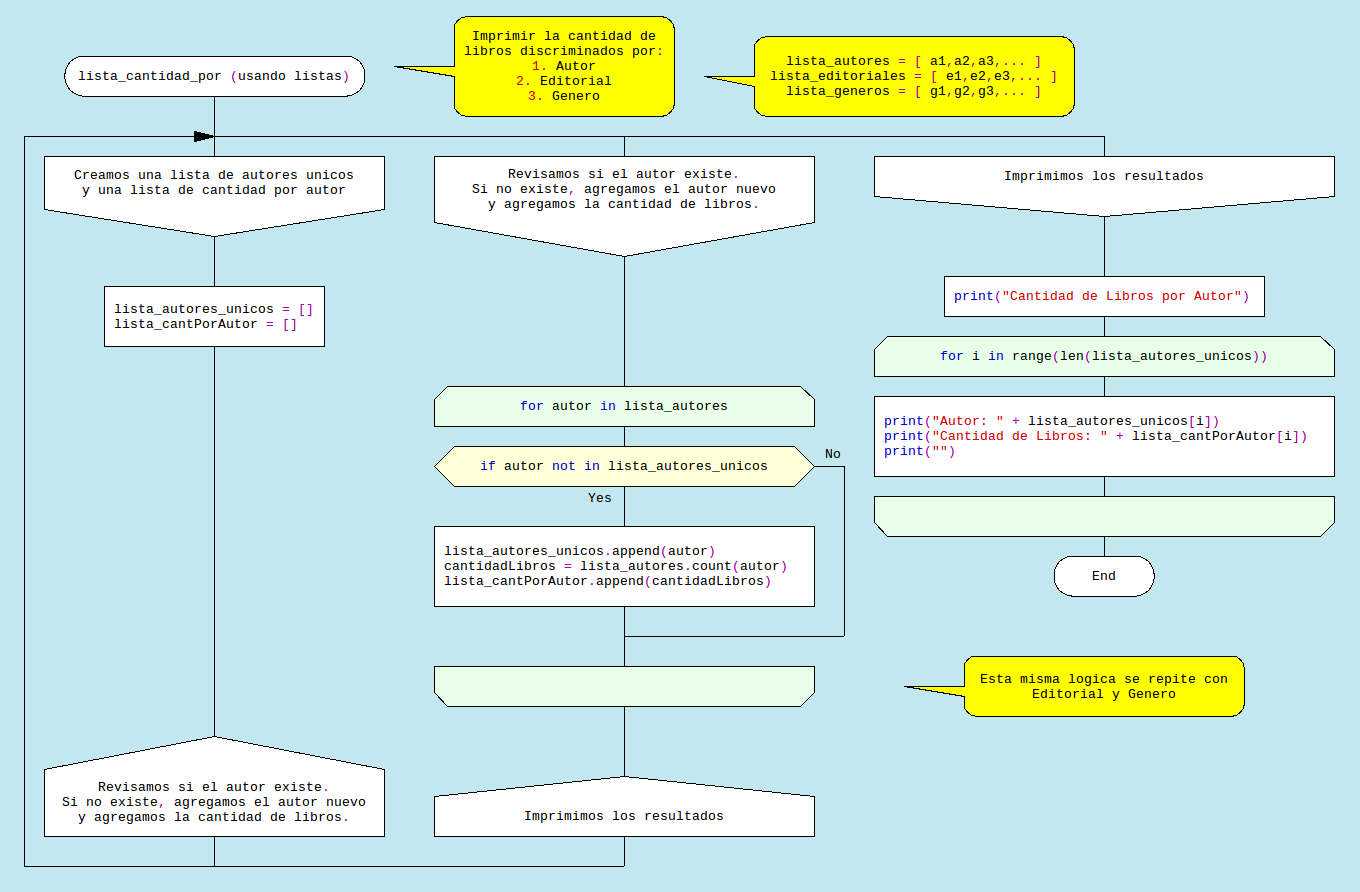 lista_cantidad_por (usando listas)
Imprimir la cantidad de
libros discriminados por:
1. Autor
2. Editorial
3. Genero
lista_autores = [ a1,a2,a3,... ]
lista_editoriales = [ e1,e2,e3,... ]
lista_generos = [ g1,g2,g3,... ]
Creamos una lista de autores unicos
y una lista de cantidad por autor
lista_autores_unicos = []
lista_cantPorAutor = []
Revisamos si el autor existe.
Si no existe, agregamos el autor nuevo
y agregamos la cantidad de libros.
Revisamos si el autor existe.
Si no existe, agregamos el autor nuevo
y agregamos la cantidad de libros.
for autor in lista_autores
if autor not in lista_autores_unicos
No
Yes
lista_autores_unicos.append(autor)
cantidadLibros = lista_autores.count(autor)
lista_cantPorAutor.append(cantidadLibros)
Imprimimos los resultados
Imprimimos los resultados
print("Cantidad de Libros por Autor")
for i in range(len(lista_autores_unicos))
print("Autor: " + lista_autores_unicos[i])
print("Cantidad de Libros: " + lista_cantPorAutor[i])
print("")
End
Esta misma logica se repite con
Editorial y Genero